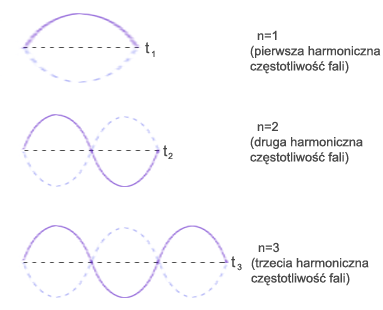 t1
n=1
(pierwsza harmoniczna
częstotliwość fali)
t2
n=2
(druga harmoniczna
częstotliwość fali)
t3
n=3
(trzecia harmoniczna
częstotliwość fali)